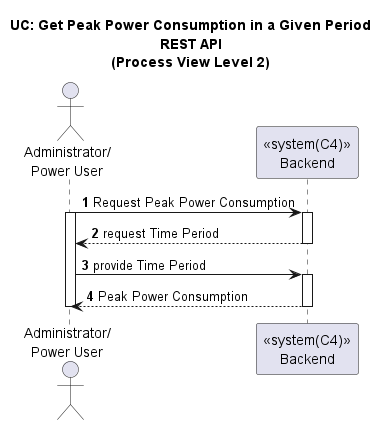 UC: Get Peak Power Consumption in a Given Period
REST API
(Process View Level 2)
Administrator/
Power User
«system(C4)»
Backend
1 Request Peak Power Consumption
2 request Time Period
3 provide Time Period
4 Peak Power Consumption
Administrator/
Power User
«system(C4)»
Backend